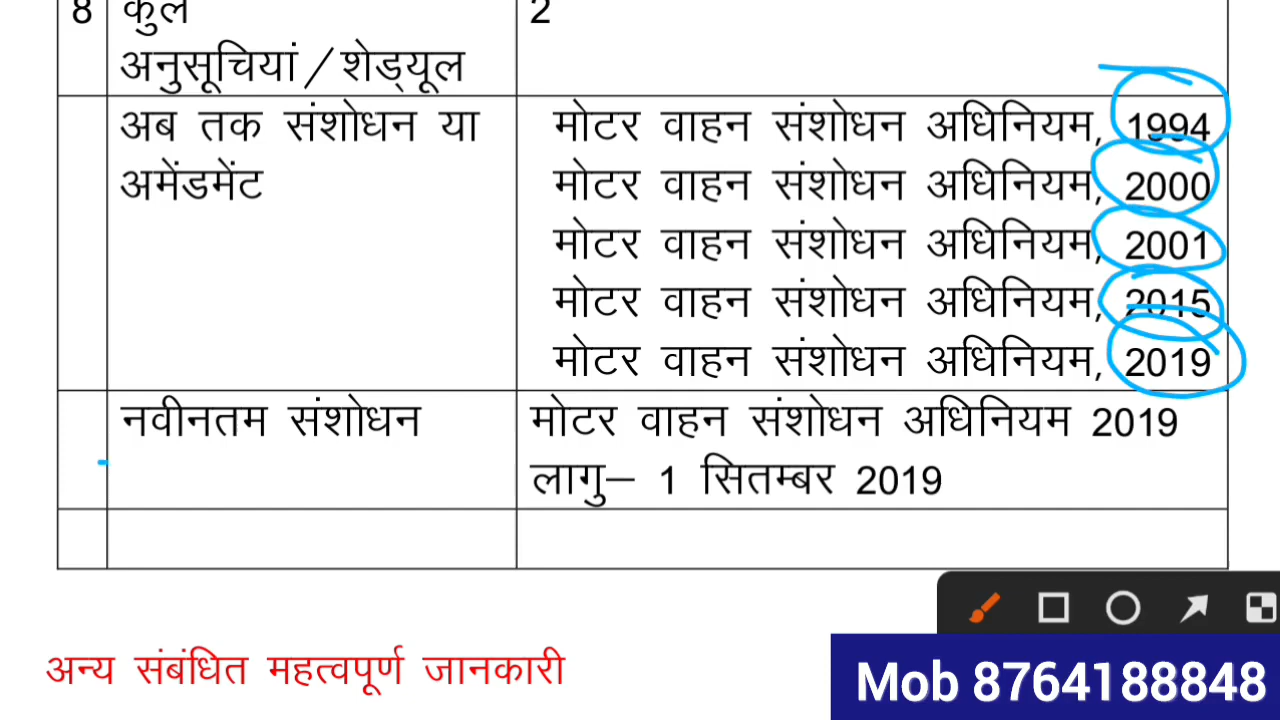 8 कुल 2
अनुसूचियां/शेड्यूल
अब तक संशोधन या मोटर वाहन संशोधन अधिनियम, 1994
अमेंडमेंट मोटर वाहन संशोधन अधिनियम, 2000
मोटर वाहन संशोधन अधिनियम, 2001
मोटर वाहन संशोधन अधिनियम, 2015
मोटर वाहन संशोधन अधिनियम, 2019
नवीनतम संशोधन मोटर वाहन संशोधन अधिनियम 2019
लागु– 1 सितम्बर 2019
अन्य संबंधित महत्वपूर्ण जानकारी
Mob 8764188848